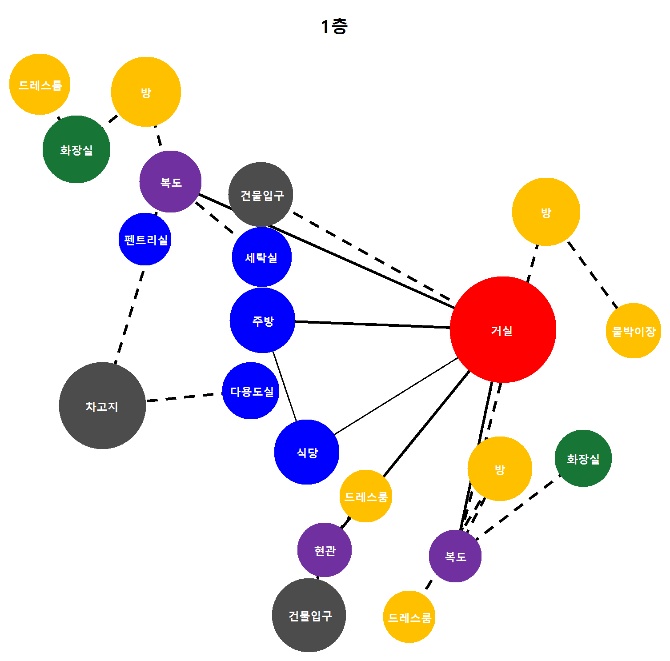 1층
드레스룸
방
화장실
복도
건물입구
방
펜트리실
세탁실
주방
거실
붙박이장
다용도실
차고지
식당
화장실
방
드레스룸
현관
복도
건물입구
드레스룸